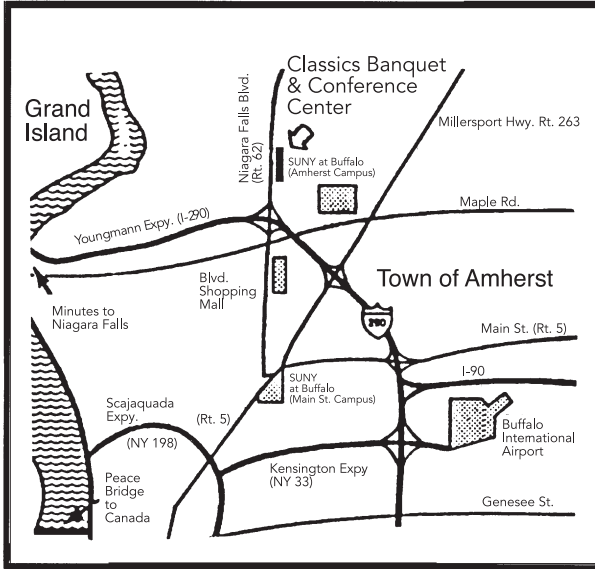 Classics Banquet
& Conference
Center
Grand
Island
Niagara Falls Blvd.
(Rt. 62)
Millersport Hwy. Rt. 263
SUNY at Buffalo
(Amherst Campus)
Maple Rd.
Youngmann Expy. (I-290)
Blvd.
Shopping
Mall
Town of Amherst
Minutes to
Niagara Falls
290
Main St. (Rt. 5)
I-90
SUNY
at Buffalo
(Main St. Campus)
Scajaquada
Expy.
(NY 198)
(Rt. 5)
Buffalo
International
Airport
Kensington Expy
(NY 33)
Peace
Bridge
to
Canada
Genesee St.